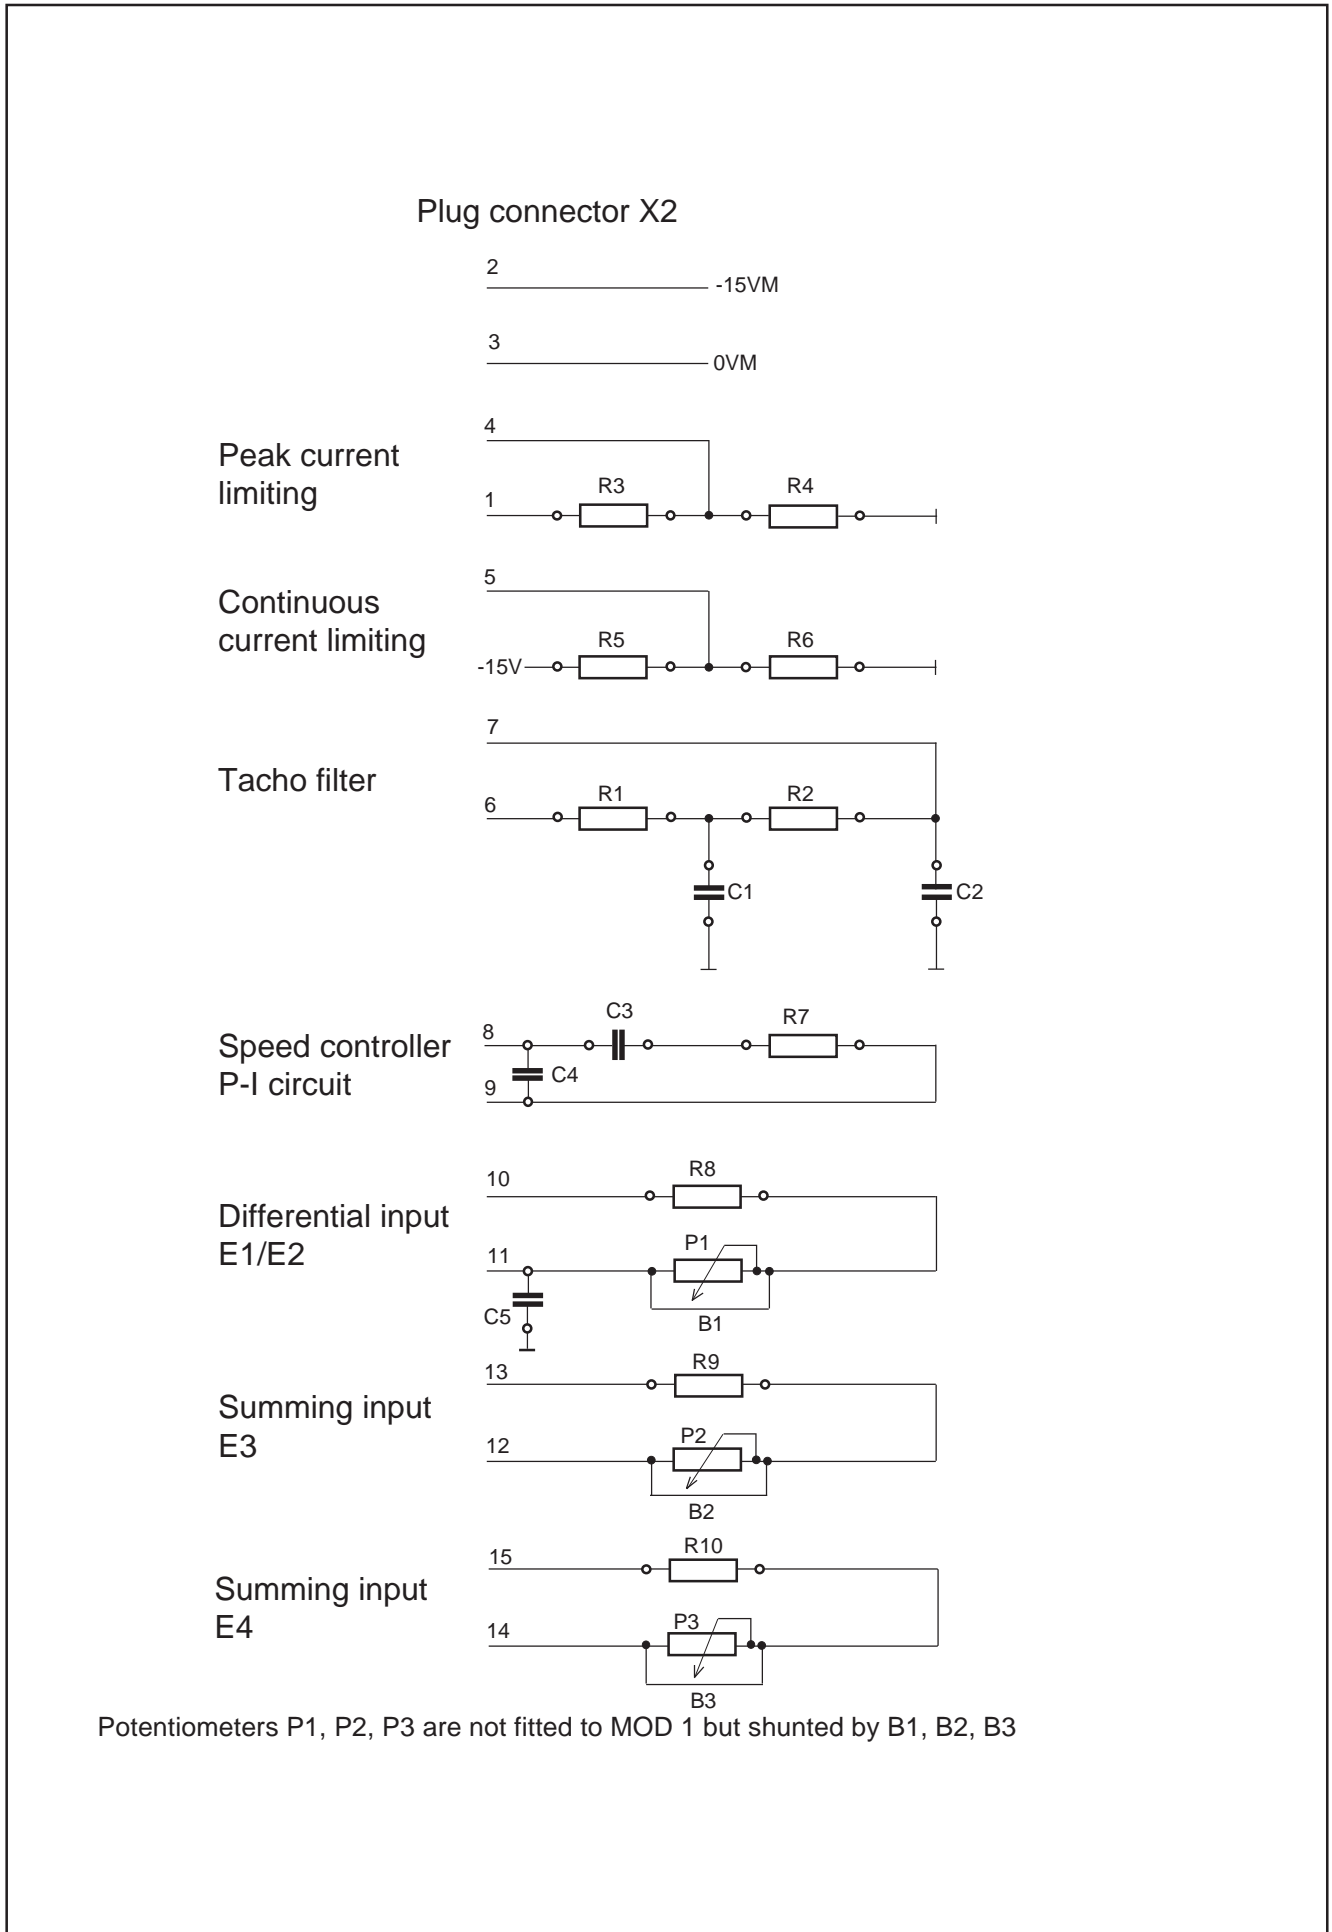 Plug connector X2
2
-15VM
3
0VM
4
Peak current
limiting
R3
R4
1
5
Continuous
current limiting
R5
R6
-15V
7
Tacho filter
R1
R2
6
C1
C2
C3
R7
8
Speed controller
P-I circuit
C4
9
R8
10
Differential input
E1/E2
P1
11
C5
B1
R9
13
Summing input
E3
P2
12
B2
R10
15
Summing input
E4
P3
14
B3
Potentiometers P1, P2, P3 are not fitted to MOD 1 but shunted by B1, B2, B3